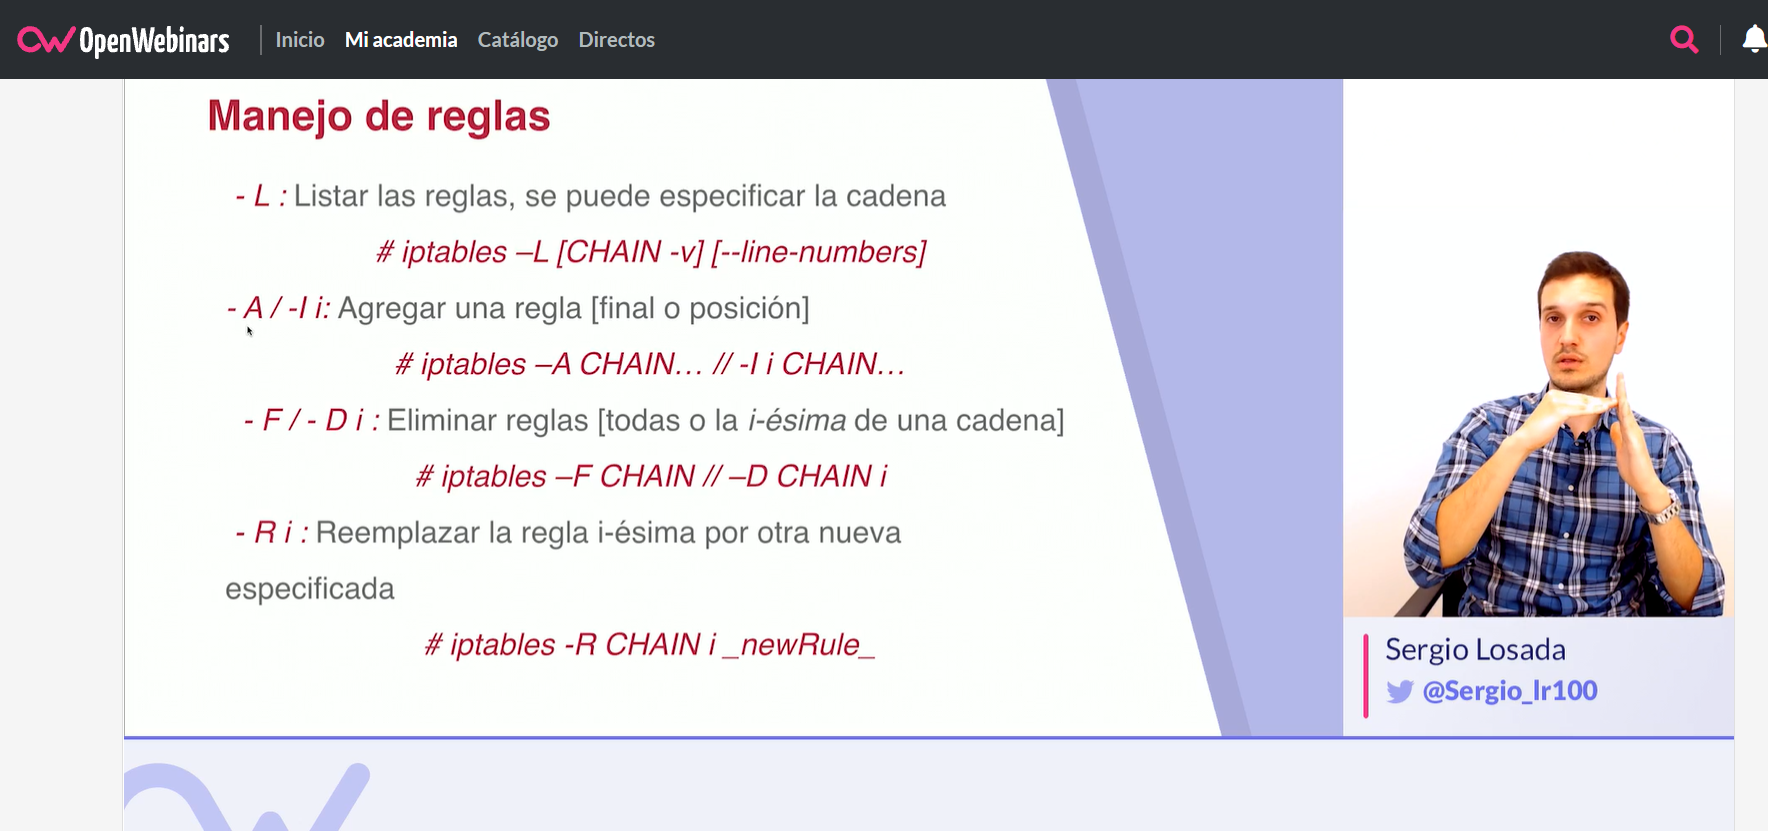 OpenWebinars
Inicio Mi academia Catálogo Directos
Manejo de reglas
- L : Listar las reglas, se puede especificar la cadena
# iptables –L [CHAIN -v] [--line-numbers]
- A / -I i: Agregar una regla [final o posición]
# iptables –A CHAIN… // -I i CHAIN…
- F / - D i : Eliminar reglas [todas o la i-ésima de una cadena]
# iptables –F CHAIN // –D CHAIN i
- R i : Reemplazar la regla i-ésima por otra nueva
especificada
# iptables -R CHAIN i _newRule_
Sergio Losada
@Sergio_lr100